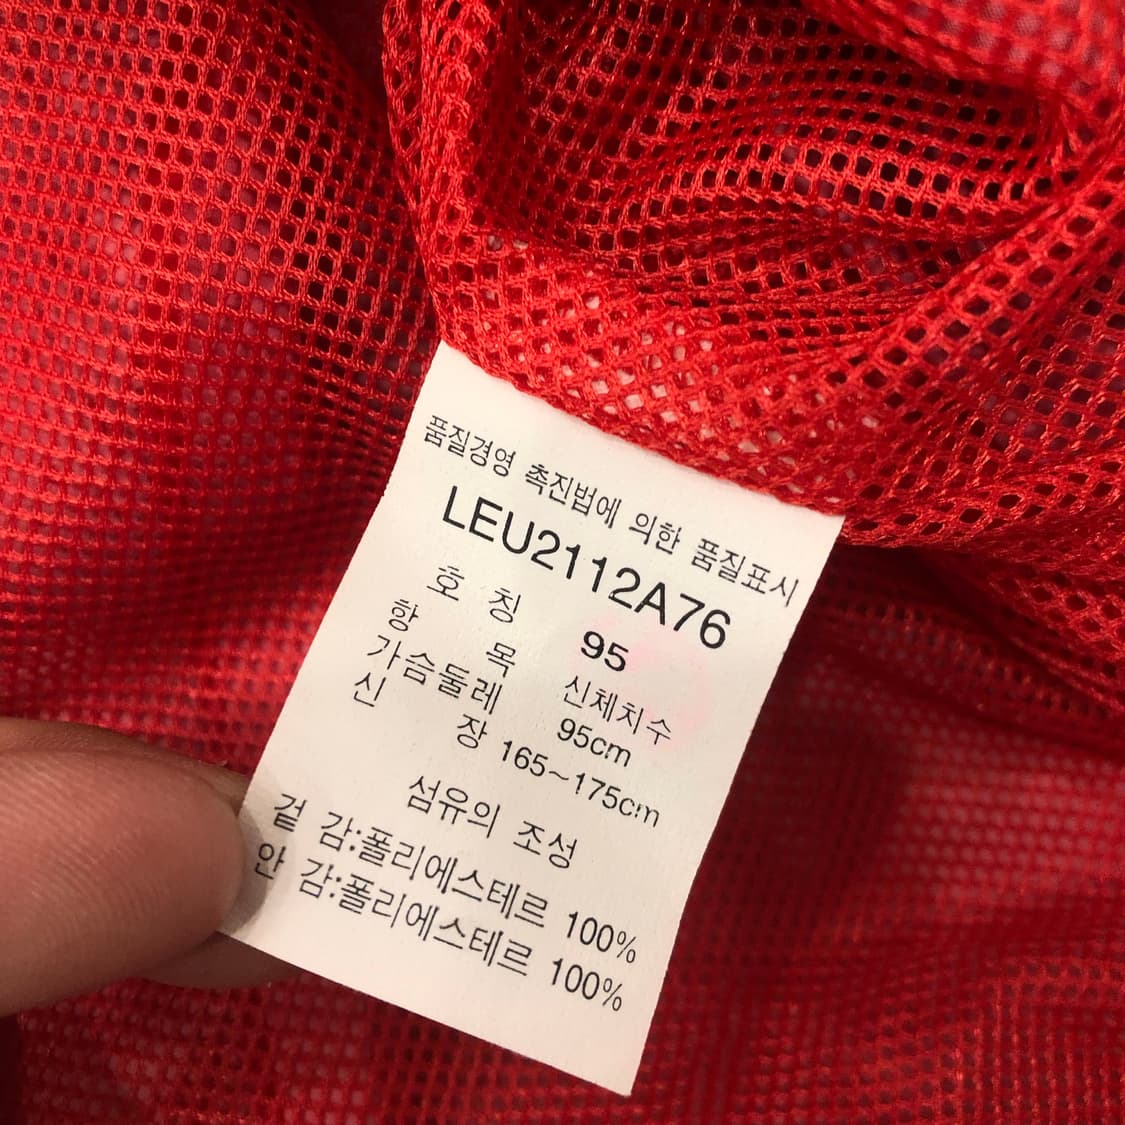 품질경영 촉진법에 의한 품질표시
LEU2112A76
호 칭 95
항 목 신체치수
가슴둘레 95cm
신 장 165~175cm
섬유의 조성
겉 감:폴리에스테르 100%
안 감:폴리에스테르 100%